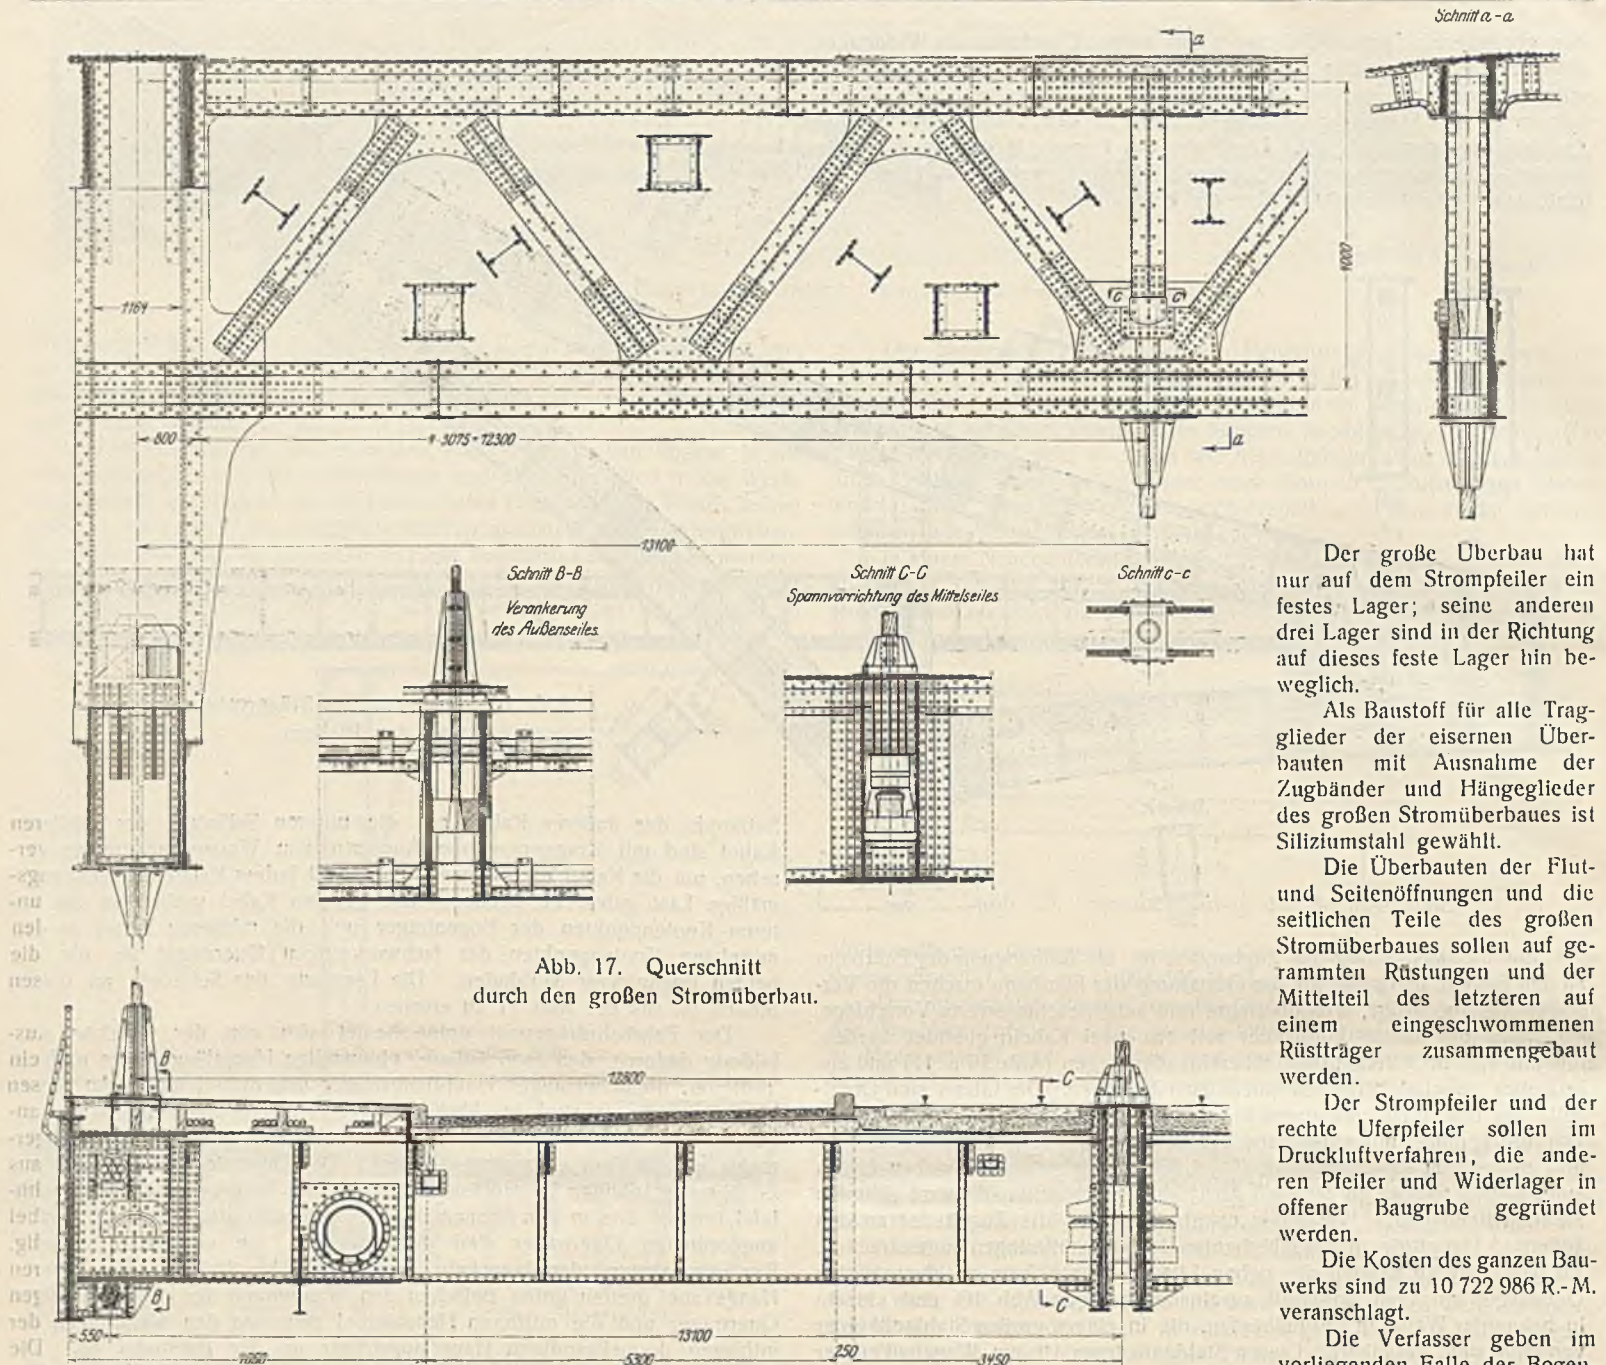 Schnitt a-a
a
1164
4000
800
4·3075=12300
a
13100
C C
Schnitt B-B
Verankerung
des Außenseiles.
Schnitt C-C
Spannvorrichtung des Mittelseiles
Schnitt c-c
Abb. 17. Querschnitt
durch den großen Stromüberbau.
B
12800
C
B
C
550
13100
5300
250
3450
Der große Überbau hat
nur auf dem Strompfeiler ein
festes Lager; seine anderen
drei Lager sind in der Richtung
auf dieses feste Lager hin be-
weglich.
Als Baustoff für alle Trag-
glieder der eisernen Über-
bauten mit Ausnahme der
Zugbänder und Hängeglieder
des großen Stromüberbaues ist
Siliziumstahl gewählt.
Die Überbauten der Flut-
und Seitenöffnungen und die
seitlichen Teile des großen
Stromüberbaues sollen auf ge-
rammten Rüstungen und der
Mittelteil des letzteren auf
einem eingeschwommenen
Rüstträger zusammengebaut
werden.
Der Strompfeiler und der
rechte Uferpfeiler sollen im
Druckluftverfahren, die ande-
ren Pfeiler und Widerlager in
offener Baugrube gegründet
werden.
Die Kosten des ganzen Bau-
werks sind zu 10 722 986 R.-M.
veranschlagt.
Die Verfasser geben im
vorliegenden Falle der Bogen-